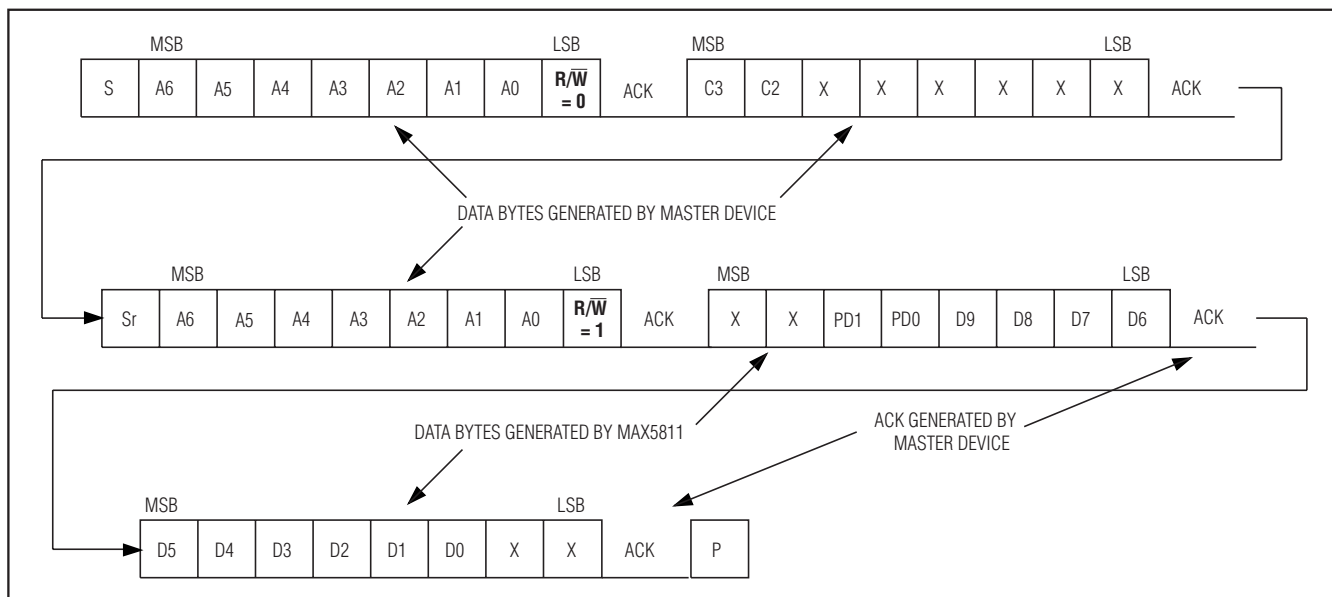 MSB LSB MSB LSB
S A6 A5 A4 A3 A2 A1 A0 R/W̅ = 0 ACK C3 C2 X X X X X X ACK
DATA BYTES GENERATED BY MASTER DEVICE
MSB LSB MSB LSB
Sr A6 A5 A4 A3 A2 A1 A0 R/W̅ = 1 ACK X X PD1 PD0 D9 D8 D7 D6 ACK
DATA BYTES GENERATED BY MAX5811
ACK GENERATED BY
MASTER DEVICE
MSB LSB
D5 D4 D3 D2 D1 D0 X X ACK P